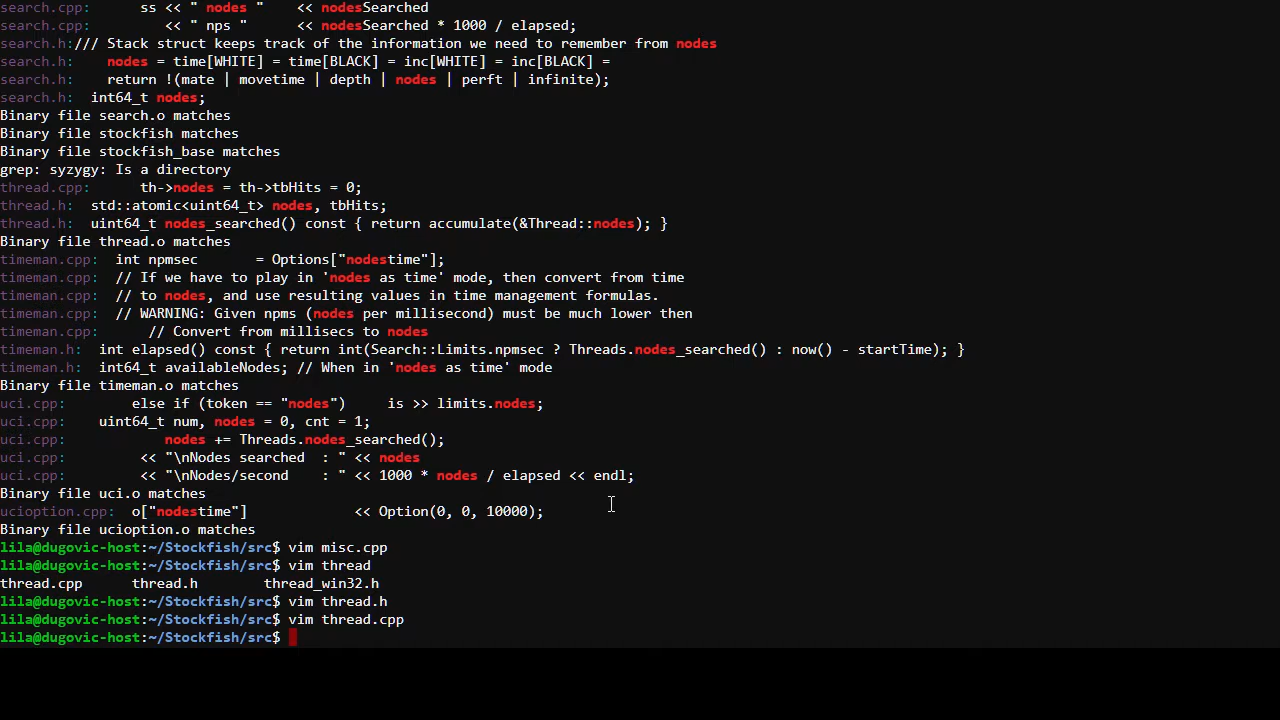 search.cpp:      ss << " nodes "    << nodesSearched
search.cpp:         << " nps "      << nodesSearched * 1000 / elapsed;
search.h:/// Stack struct keeps track of the information we need to remember from nodes
search.h:    nodes = time[WHITE] = time[BLACK] = inc[WHITE] = inc[BLACK] =
search.h:    return !(mate | movetime | depth | nodes | perft | infinite);
search.h:  int64_t nodes;
Binary file search.o matches
Binary file stockfish matches
Binary file stockfish_base matches
grep: syzygy: Is a directory
thread.cpp:      th->nodes = th->tbHits = 0;
thread.h:  std::atomic<uint64_t> nodes, tbHits;
thread.h:  uint64_t nodes_searched() const { return accumulate(&Thread::nodes); }
Binary file thread.o matches
timeman.cpp:  int npmsec       = Options["nodestime"];
timeman.cpp:  // If we have to play in 'nodes as time' mode, then convert from time
timeman.cpp:  // to nodes, and use resulting values in time management formulas.
timeman.cpp:  // WARNING: Given npms (nodes per millisecond) must be much lower then
timeman.cpp:      // Convert from millisecs to nodes
timeman.h:  int elapsed() const { return int(Search::Limits.npmsec ? Threads.nodes_searched() : now() - startTime); }
timeman.h:  int64_t availableNodes; // When in 'nodes as time' mode
Binary file timeman.o matches
uci.cpp:        else if (token == "nodes")     is >> limits.nodes;
uci.cpp:    uint64_t num, nodes = 0, cnt = 1;
uci.cpp:            nodes += Threads.nodes_searched();
uci.cpp:         << "\nNodes searched  : " << nodes
uci.cpp:         << "\nNodes/second    : " << 1000 * nodes / elapsed << endl;
Binary file uci.o matches
ucioption.cpp:  o["nodestime"]             << Option(0, 0, 10000);
Binary file ucioption.o matches
lila@dugovic-host:~/Stockfish/src$ vim misc.cpp
lila@dugovic-host:~/Stockfish/src$ vim thread
thread.cpp      thread.h        thread_win32.h
lila@dugovic-host:~/Stockfish/src$ vim thread.h
lila@dugovic-host:~/Stockfish/src$ vim thread.cpp
lila@dugovic-host:~/Stockfish/src$